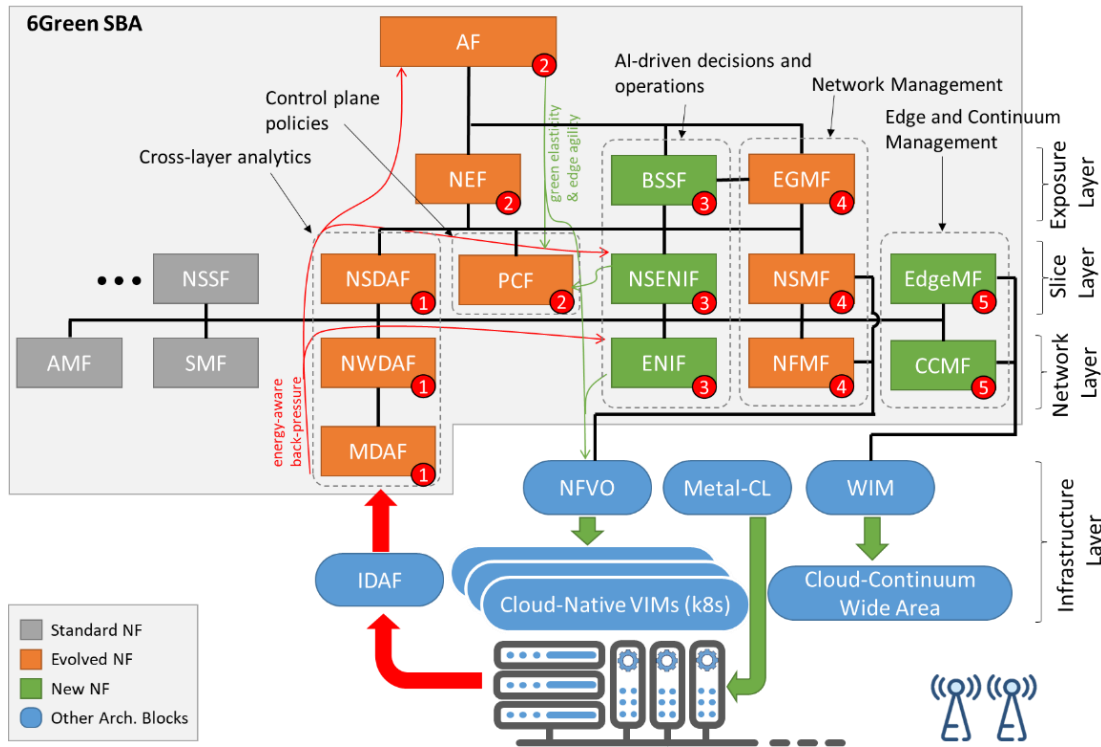 6Green SBA
AF
2
AI-driven decisions and
operations
Network Management
Control plane
policies
Edge and Continuum
Management
Cross-layer analytics
green elasticity
& edge agility
NEF
2
BSSF
3
EGMF
4
Exposure
Layer
NSSF
NSDAF
1
PCF
2
NSENIF
3
NSMF
4
EdgeMF
5
Slice
Layer
AMF
SMF
NWDAF
1
ENIF
3
NFMF
4
CCMF
5
Network
Layer
energy-aware
back-pressure
MDAF
1
NFVO
Metal-CL
WIM
Infrastructure
Layer
IDAF
Cloud-Native VIMs (k8s)
Cloud-Continuum
Wide Area
Standard NF
Evolved NF
New NF
Other Arch. Blocks